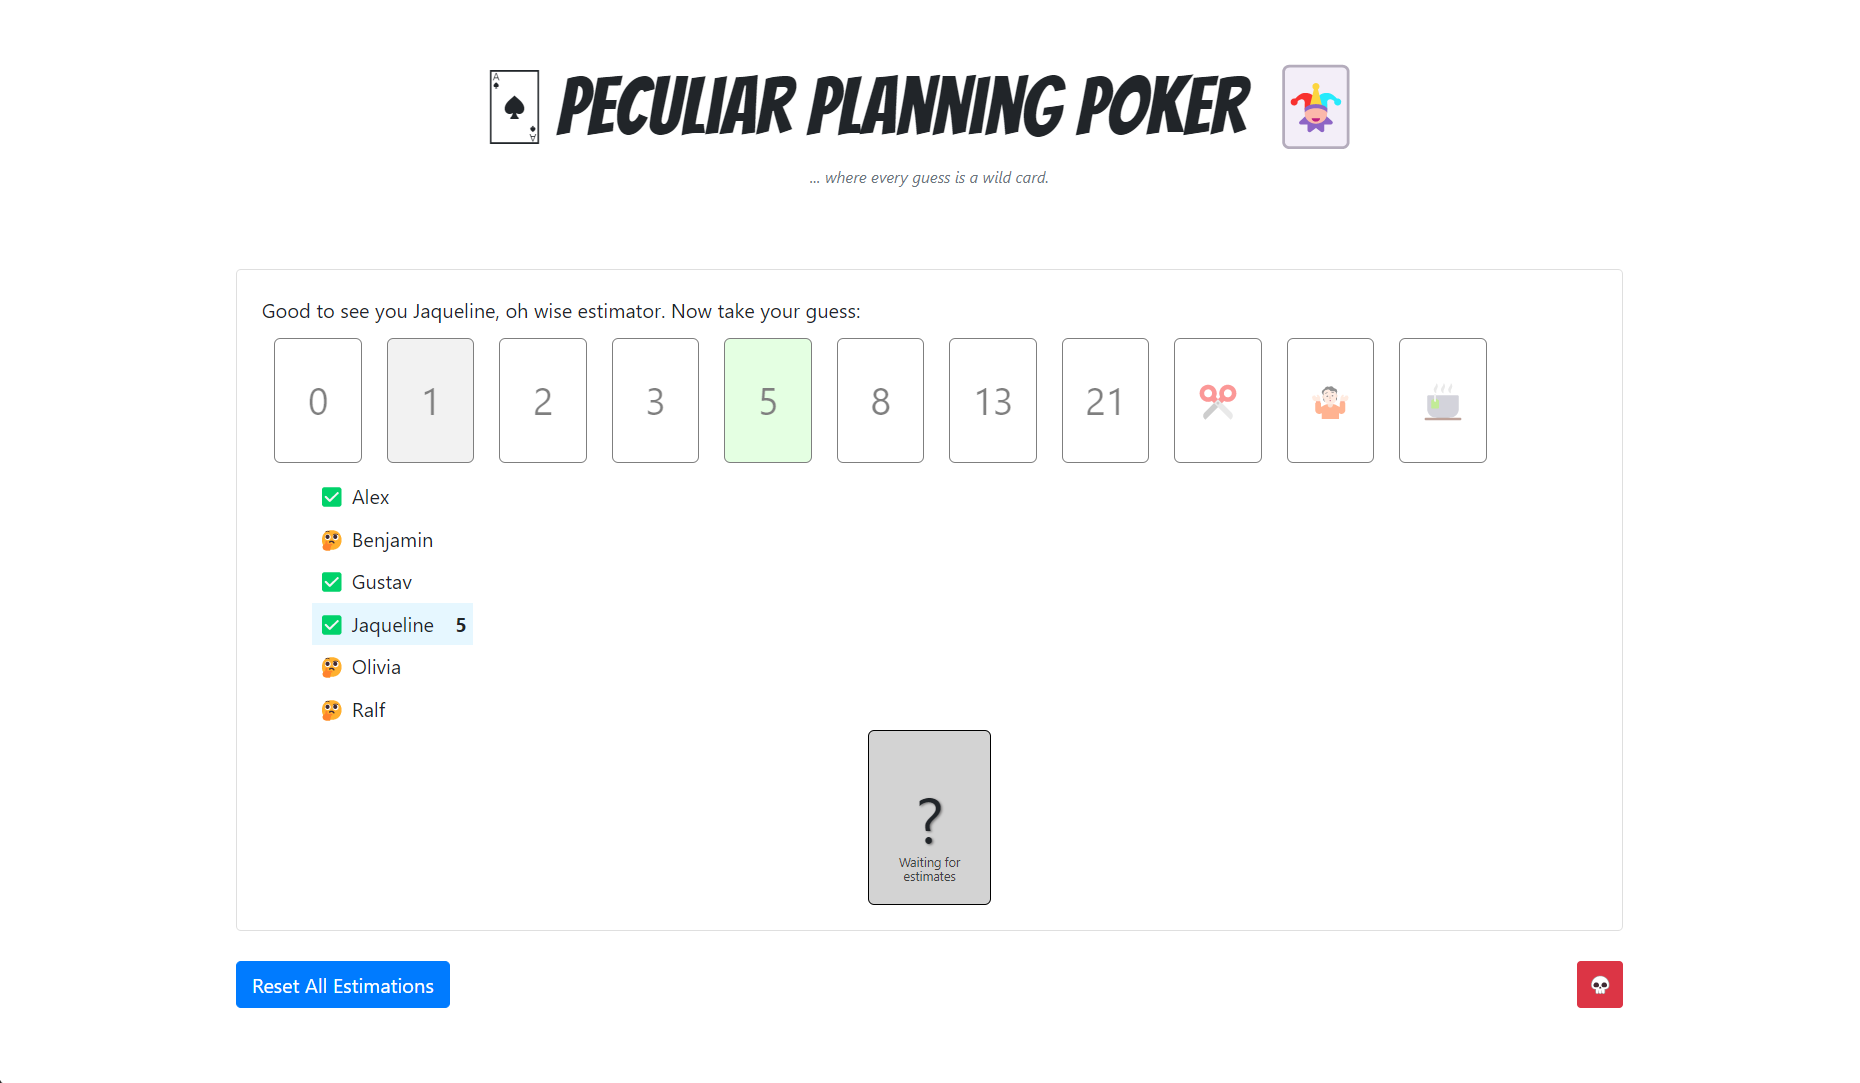 A
PECULIAR PLANNING POKER
A
... where every guess is a wild card.
Good to see you Jaqueline, oh wise estimator. Now take your guess:
0 1 2 3 5 8 13 21
Alex
Benjamin
Gustav
Jaqueline 5
Olivia
Ralf
?
Waiting for
estimates
Reset All Estimations